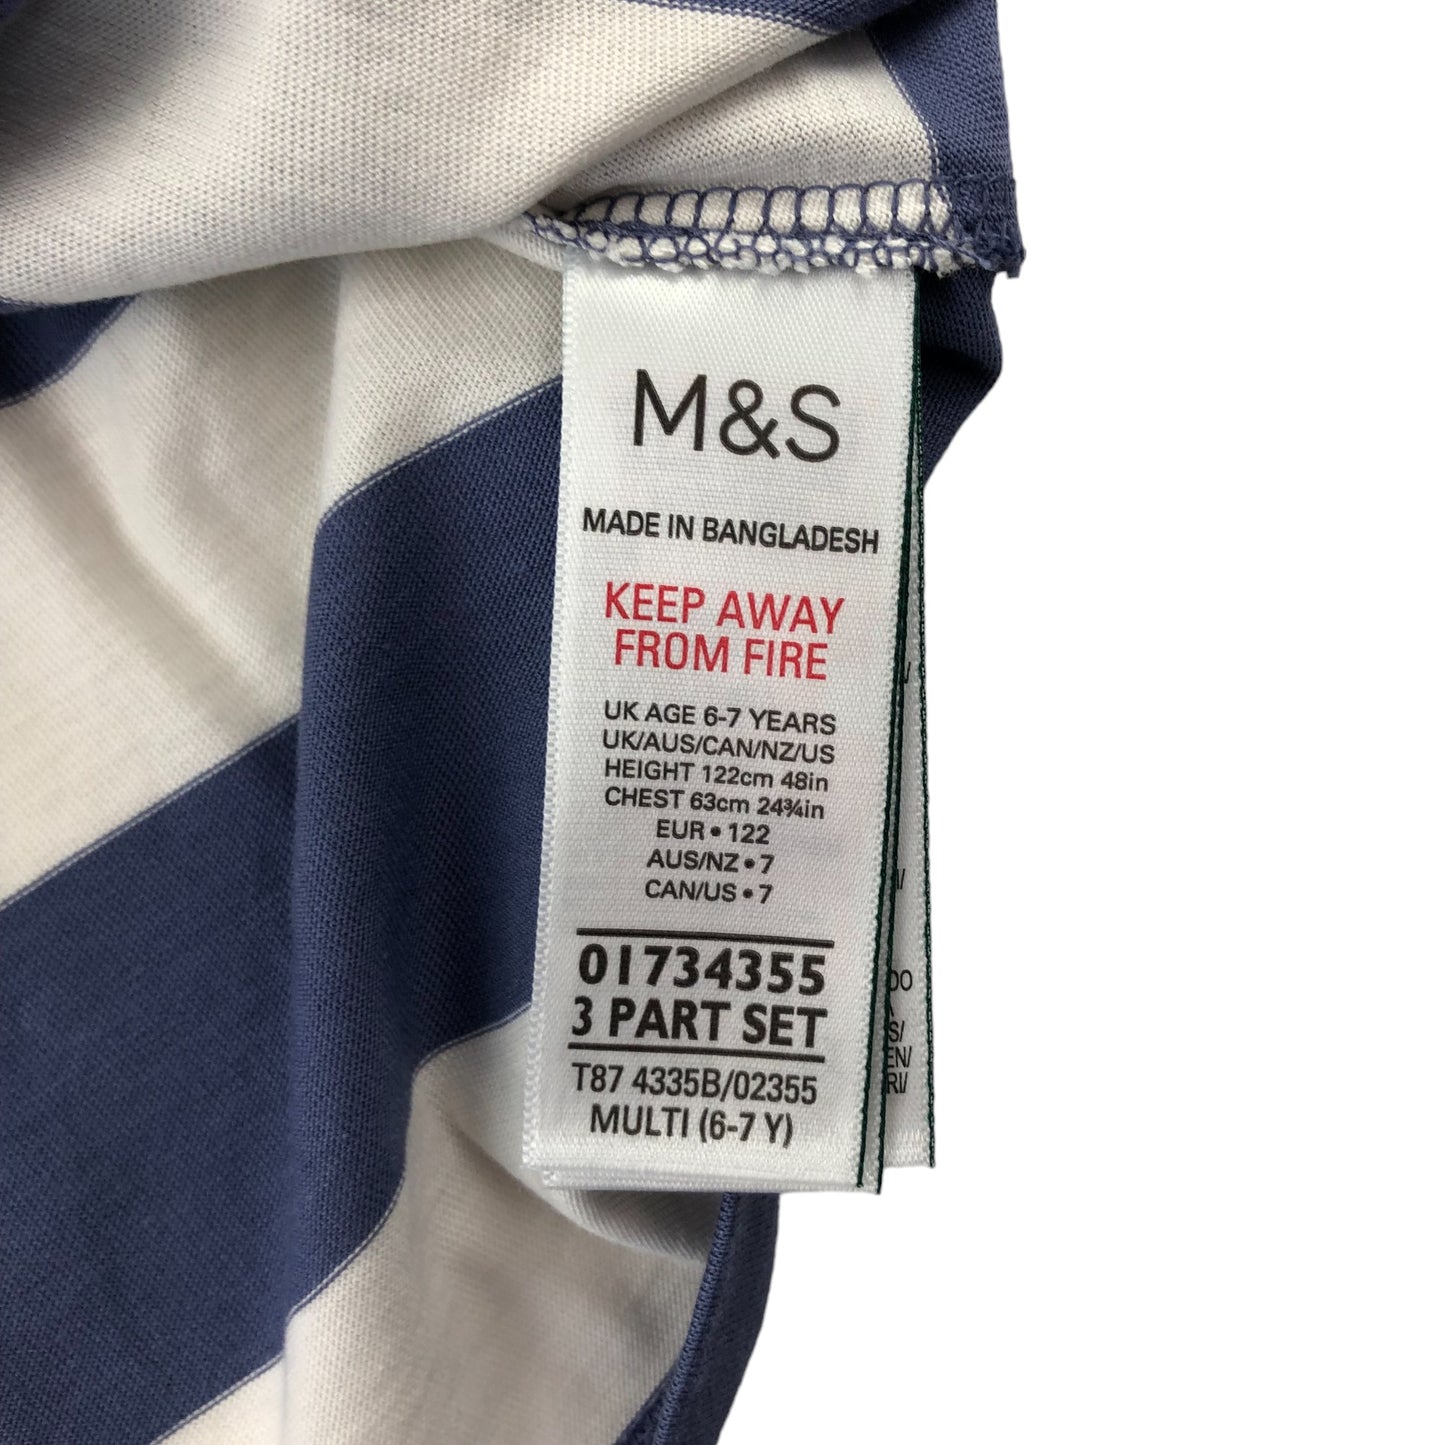 M&S
MADE IN BANGLADESH
KEEP AWAY
FROM FIRE
UK AGE 6-7 YEARS
UK/AUS/CAN/NZ/US
HEIGHT 122cm 48in
CHEST 63cm 24¾in
EUR • 122
AUS/NZ • 7
CAN/US • 7
01734355
3 PART SET
T87 4335B/02355
MULTI (6-7 Y)